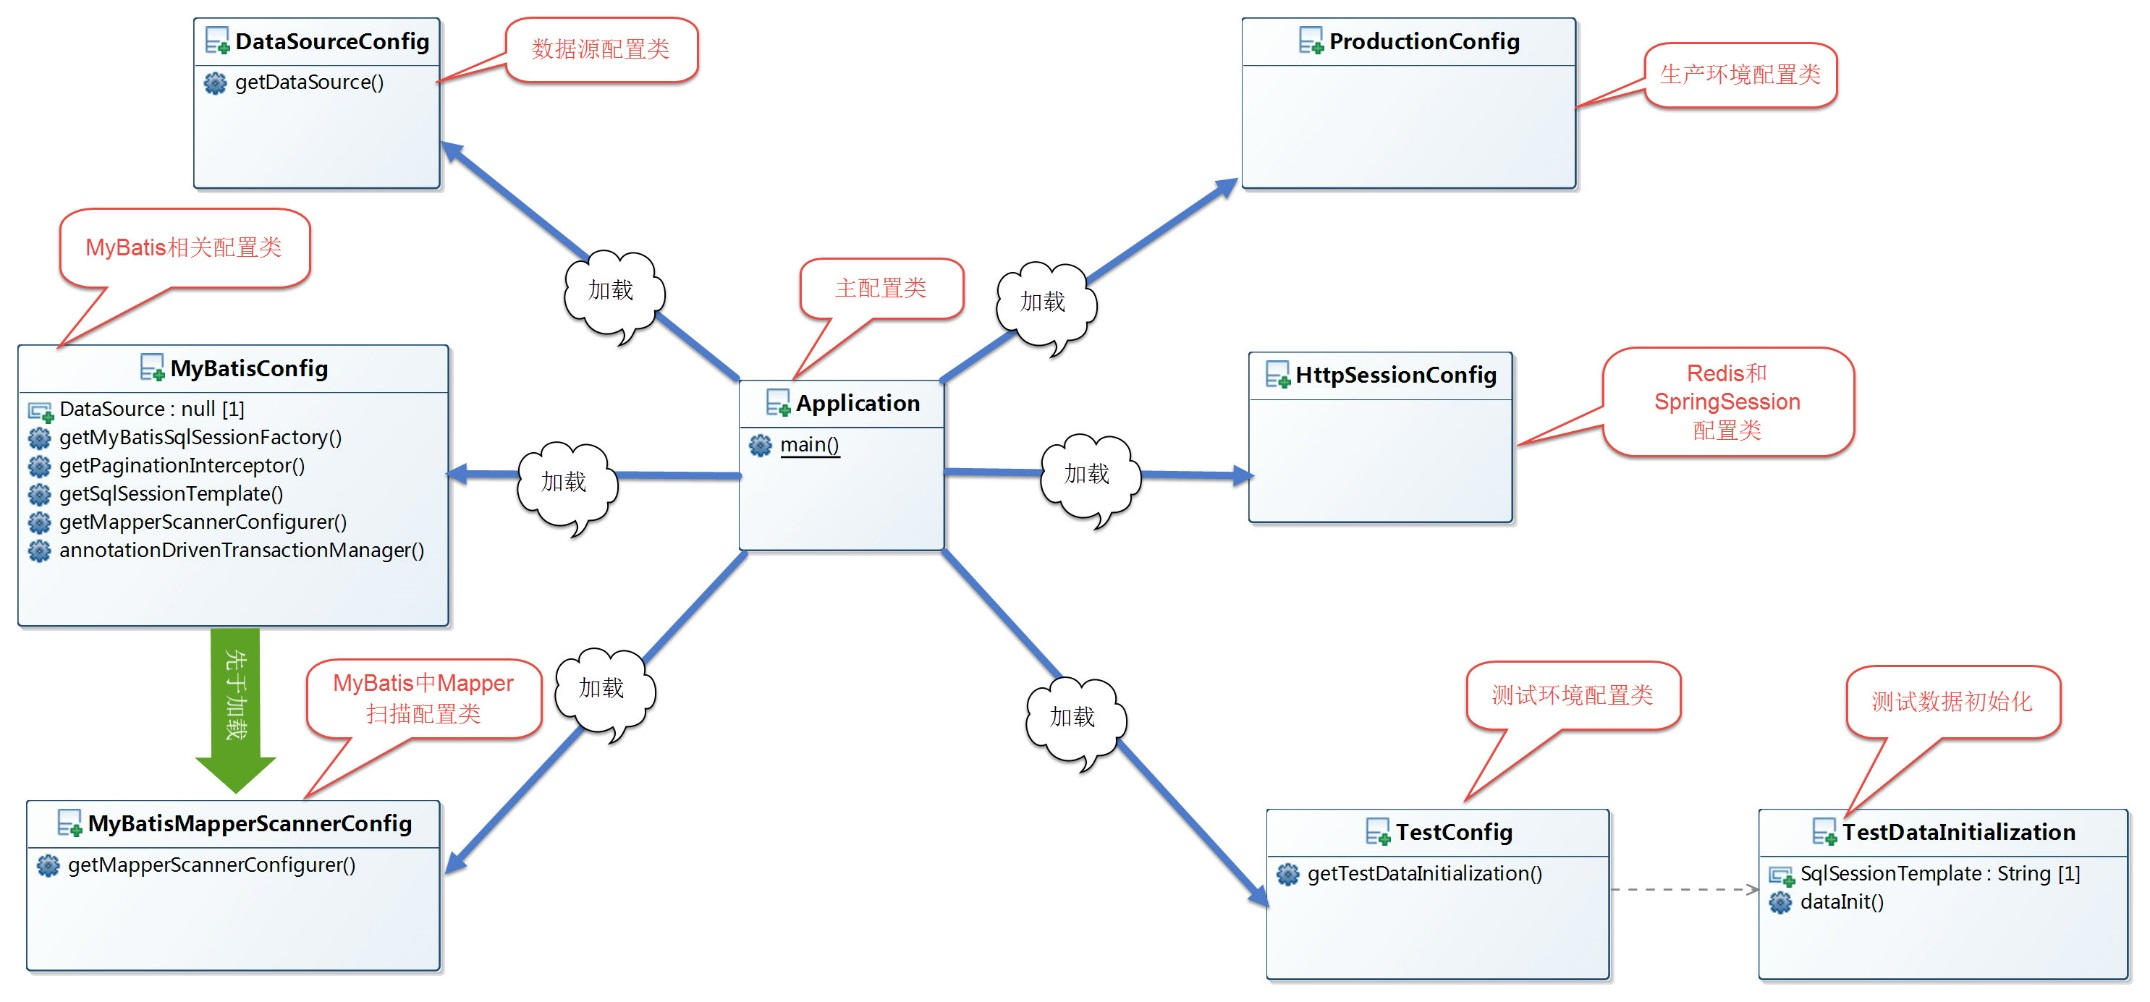 DataSourceConfig
getDataSource()
数据源配置类
ProductionConfig
生产环境配置类
MyBatis相关配置类
加载
主配置类
加载
MyBatisConfig
DataSource : null [1]
getMyBatisSqlSessionFactory()
getPaginationInterceptor()
getSqlSessionTemplate()
getMapperScannerConfigurer()
annotationDrivenTransactionManager()
加载
Application
main()
加载
HttpSessionConfig
Redis和
SpringSession
配置类
先于加载
MyBatis中Mapper
扫描配置类
加载
加载
测试环境配置类
测试数据初始化
MyBatisMapperScannerConfig
getMapperScannerConfigurer()
TestConfig
getTestDataInitialization()
TestDataInitialization
SqlSessionTemplate : String [1]
dataInit()